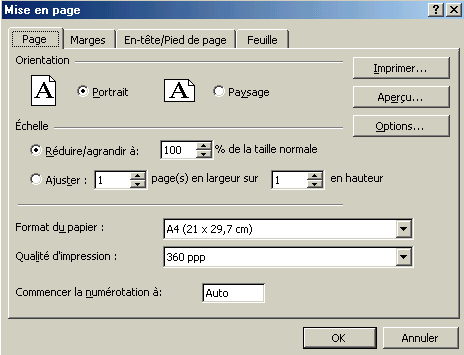 Mise en page
Page Marges En-tête/Pied de page Feuille
Orientation
A Portrait A Paysage
Imprimer...
Aperçu...
Options...
Échelle
Réduire/agrandir à: 100 % de la taille normale
Ajuster : 1 page(s) en largeur sur 1 en hauteur
Format du papier : A4 (21 x 29,7 cm)
Qualité d'impression : 360 ppp
Commencer la numérotation à: Auto
OK Annuler